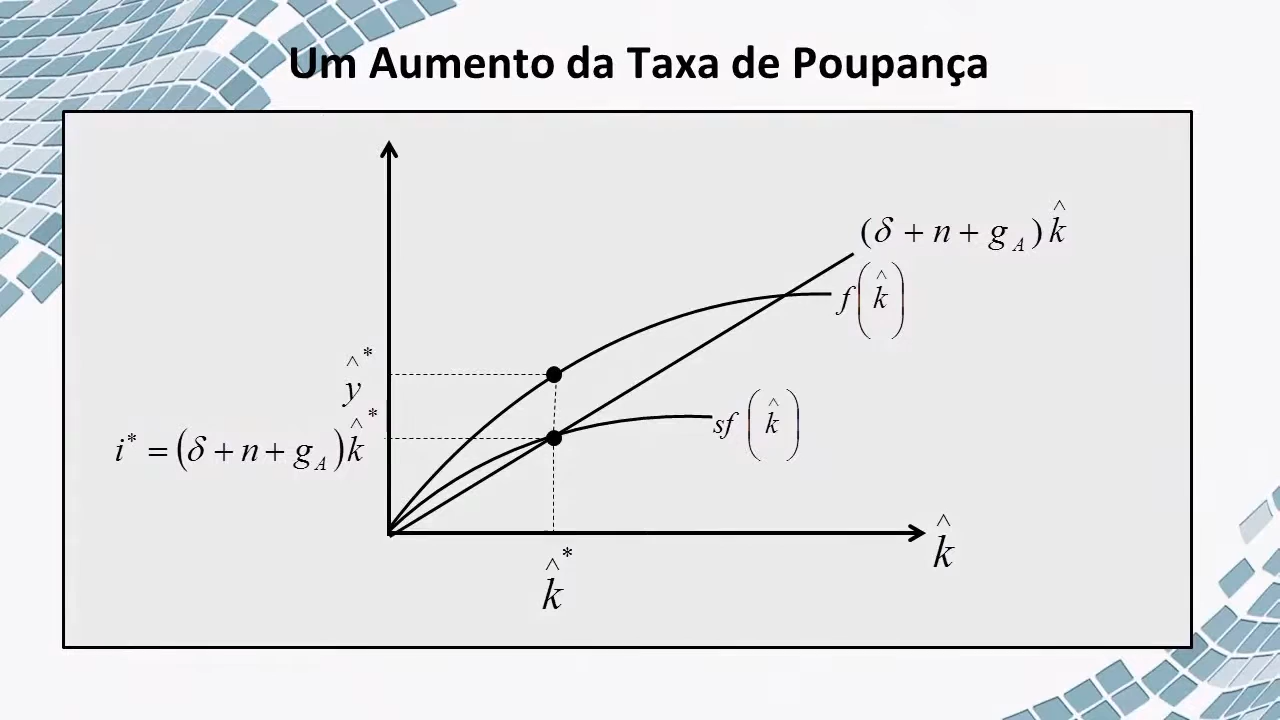 Um Aumento da Taxa de Poupança
(δ + n + g_A) k̂
f(k̂)
ŷ*
sf(k̂)
i* = (δ + n + g_A) k̂*
k̂
k̂*